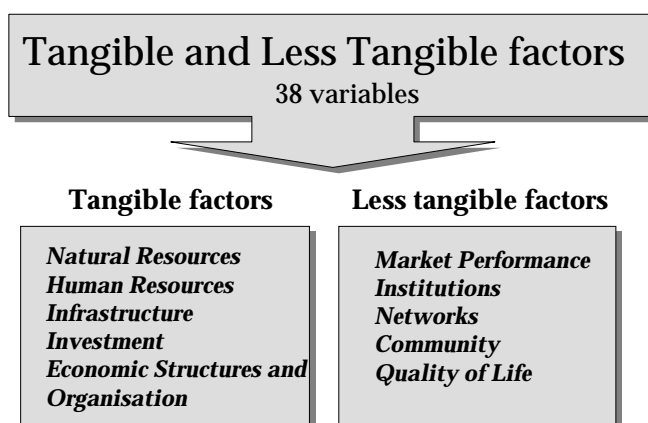 Tangible and Less Tangible factors
38 variables
Tangible factors
Natural Resources
Human Resources
Infrastructure
Investment
Economic Structures and
Organisation
Less tangible factors
Market Performance
Institutions
Networks
Community
Quality of Life